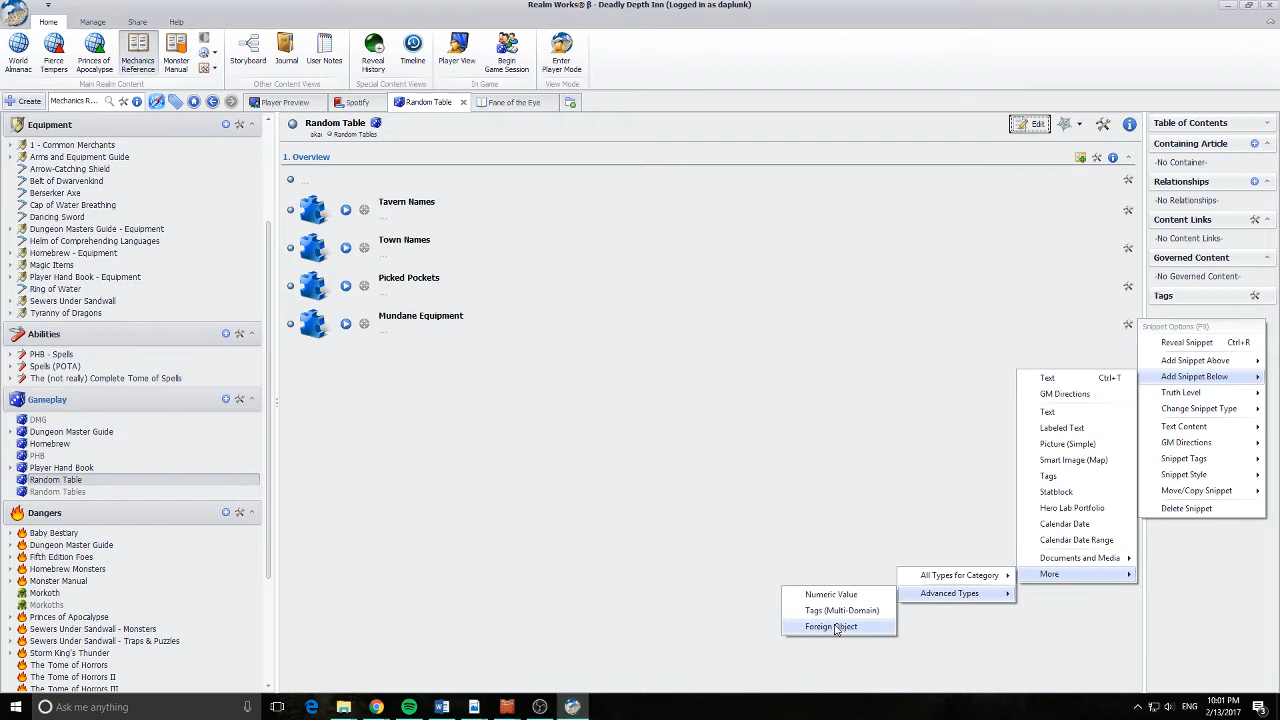 Realm Works® β - Deadly Depth Inn (Logged in as daplunk)
Home
Manage
Share
Help
World Almanac
Fierce Tempers
Princes of Apocalypse
Mechanics Reference
Monster Manual
Main Realm Content
Storyboard
Journal
User Notes
Other Content Views
Reveal History
Timeline
Special Content Views
Player View
Begin Game Session
In Game
Enter Player Mode
View Mode
Create
Mechanics R...
Player Preview
Spotify
Random Table
Fane of the Eye
Equipment
1 - Common Merchants
Arms and Equipment Guide
Arrow-Catching Shield
Belt of Dwarvenkind
Berserker Axe
Cap of Water Breathing
Dancing Sword
Dungeon Masters Guide - Equipment
Helm of Comprehending Languages
Homebrew - Equipment
Magic Items
Player Hand Book - Equipment
Ring of Water
Sewers Under Sandwall
Tyranny of Dragons
Abilities
PHB - Spells
Spells (POTA)
The (not really) Complete Tome of Spells
Gameplay
DMG
Dungeon Master Guide
Homebrew
PHB
Player Hand Book
Random Table
Random Tables
Dangers
Baby Bestiary
Dungeon Master Guide
Fifth Edition Foes
Homebrew Monsters
Monster Manual
Morkoth
Morkoths
Princes of Apocalypse
Sewers Under Sandwall - Monsters
Sewers Under Sandwall - Traps & Puzzles
Storm King's Thunder
The Tome of Horrors
The Tome of Horrors II
The Tome of Horrors III
Random Table
aka: Random Tables
Edit
1. Overview
...
Tavern Names
...
Town Names
...
Picked Pockets
...
Mundane Equipment
...
Table of Contents
Containing Article
-No Container-
Relationships
-No Relationships-
Content Links
-No Content Links-
Governed Content
-No Governed Content-
Tags
Snippet Options (F9)
Reveal Snippet Ctrl+R
Add Snippet Above
Add Snippet Below
Truth Level
Change Snippet Type
Text Content
GM Directions
Snippet Tags
Snippet Style
Move/Copy Snippet
Delete Snippet
Text Ctrl+T
GM Directions
Text
Labeled Text
Picture (Simple)
Smart Image (Map)
Tags
Statblock
Hero Lab Portfolio
Calendar Date
Calendar Date Range
Documents and Media
More
All Types for Category
Advanced Types
Numeric Value
Tags (Multi-Domain)
Foreign Object
Ask me anything
ENG
10:01 PM
2/13/2017